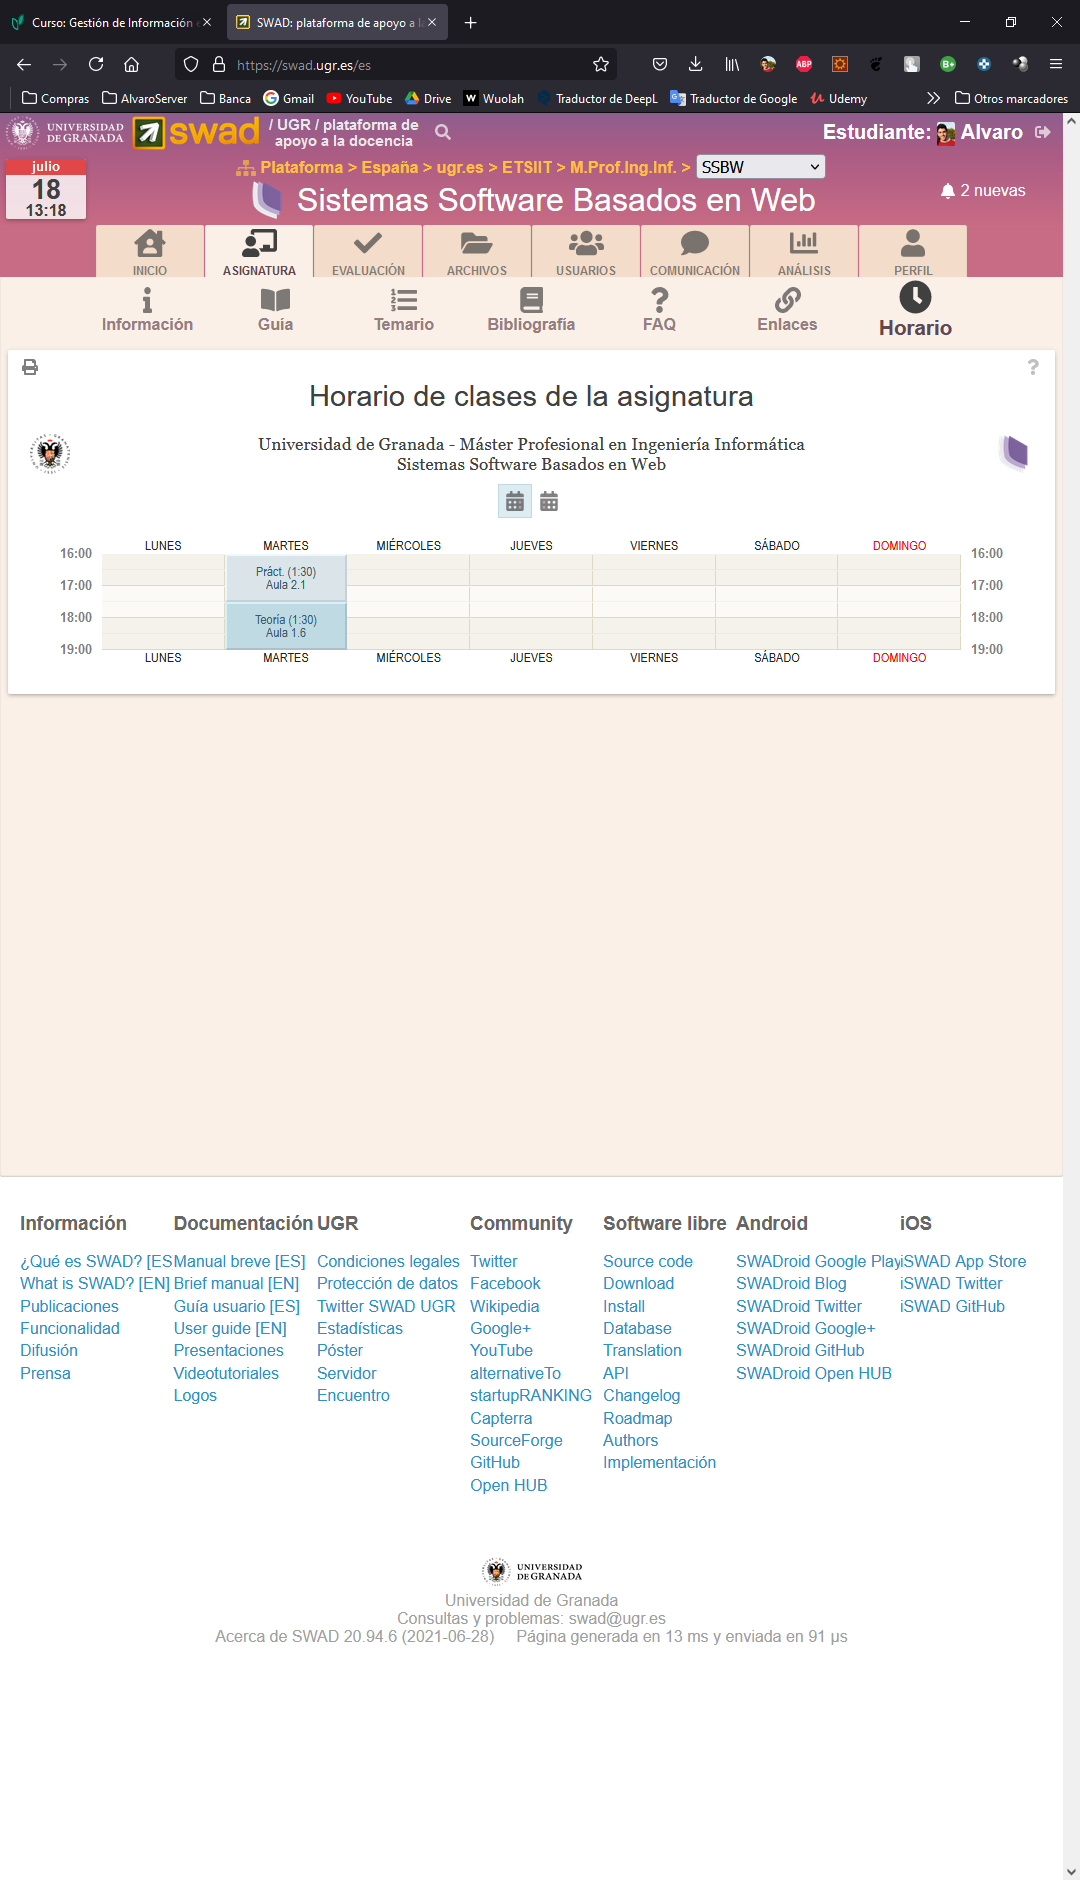 Curso: Gestión de Información e
SWAD: plataforma de apoyo a la
https://swad.ugr.es/es
ABP
B+
Compras
AlvaroServer
Banca
Gmail
YouTube
Drive
Wuolah
Traductor de DeepL
Traductor de Google
Udemy
Otros marcadores
UNIVERSIDAD
DE GRANADA
swad
/ UGR / plataforma de
apoyo a la docencia
Estudiante: Alvaro
julio
18
13:18
Plataforma > España > ugr.es > ETSIIT > M.Prof.Ing.Inf. > SSBW
Sistemas Software Basados en Web
2 nuevas
INICIO
ASIGNATURA
EVALUACIÓN
ARCHIVOS
USUARIOS
COMUNICACIÓN
ANÁLISIS
PERFIL
Información
Guía
Temario
Bibliografía
FAQ
Enlaces
Horario
Horario de clases de la asignatura
Universidad de Granada - Máster Profesional en Ingeniería Informática
Sistemas Software Basados en Web
LUNES MARTES MIÉRCOLES JUEVES VIERNES SÁBADO DOMINGO
16:00 16:00
Práct. (1:30)
Aula 2.1
17:00 17:00
18:00 18:00
Teoría (1:30)
Aula 1.6
19:00 19:00
LUNES MARTES MIÉRCOLES JUEVES VIERNES SÁBADO DOMINGO
Información
¿Qué es SWAD? [ES
What is SWAD? [EN]
Publicaciones
Funcionalidad
Difusión
Prensa
Documentación
Manual breve [ES]
Brief manual [EN]
Guía usuario [ES]
User guide [EN]
Presentaciones
Videotutoriales
Logos
UGR
Condiciones legales
Protección de datos
Twitter SWAD UGR
Estadísticas
Póster
Servidor
Encuentro
Community
Twitter
Facebook
Wikipedia
Google+
YouTube
alternativeTo
startupRANKING
Capterra
SourceForge
GitHub
Open HUB
Software libre
Source code
Download
Install
Database
Translation
API
Changelog
Roadmap
Authors
Implementación
Android
SWADroid Google Play
SWADroid Blog
SWADroid Twitter
SWADroid Google+
SWADroid GitHub
SWADroid Open HUB
iOS
iSWAD App Store
iSWAD Twitter
iSWAD GitHub
UNIVERSIDAD
DE GRANADA
Universidad de Granada
Consultas y problemas: swad@ugr.es
Acerca de SWAD 20.94.6 (2021-06-28) Página generada en 13 ms y enviada en 91 µs